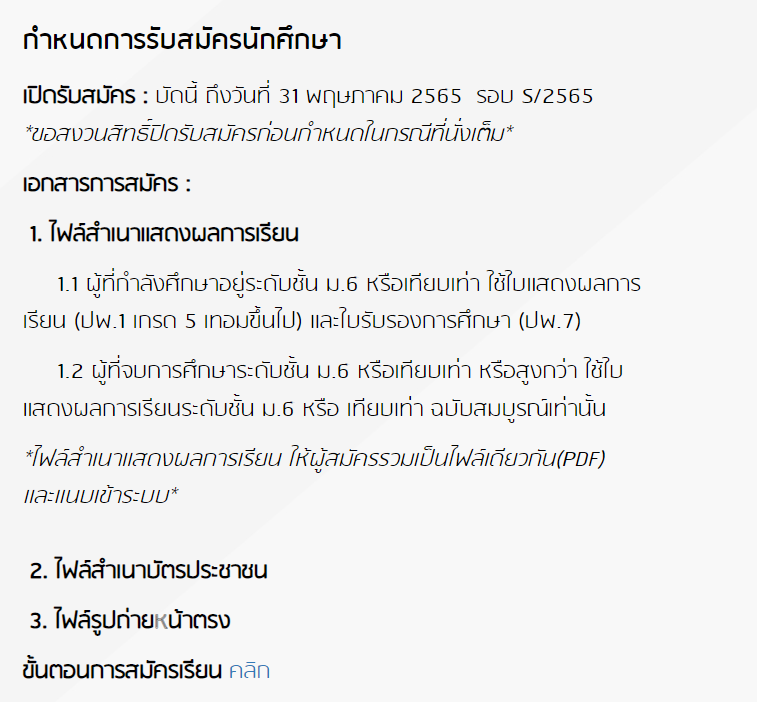 กำหนดการรับสมัครนักศึกษา
เปิดรับสมัคร : บัดนี้ ถึงวันที่ 31 พฤษภาคม 2565 รอบ S/2565
*ขอสงวนสิทธิ์ปิดรับสมัครก่อนกำหนดในกรณีที่นั่งเต็ม*
เอกสารการสมัคร :
1. ไฟล์สำเนาแสดงผลการเรียน
1.1 ผู้ที่กำลังศึกษาอยู่ระดับชั้น ม.6 หรือเทียบเท่า ใช้ใบแสดงผลการ
เรียน (ปพ.1 เกรด 5 เทอมขึ้นไป) และใบรับรองการศึกษา (ปพ.7)
1.2 ผู้ที่จบการศึกษาระดับชั้น ม.6 หรือเทียบเท่า หรือสูงกว่า ใช้ใบ
แสดงผลการเรียนระดับชั้น ม.6 หรือ เทียบเท่า ฉบับสมบูรณ์เท่านั้น
*ไฟล์สำเนาแสดงผลการเรียน ให้ผู้สมัครรวมเป็นไฟล์เดียวกัน(PDF)
และแนบเข้าระบบ*
2. ไฟล์สำเนาบัตรประชาชน
3. ไฟล์รูปถ่ายหน้าตรง
ขั้นตอนการสมัครเรียน คลิก